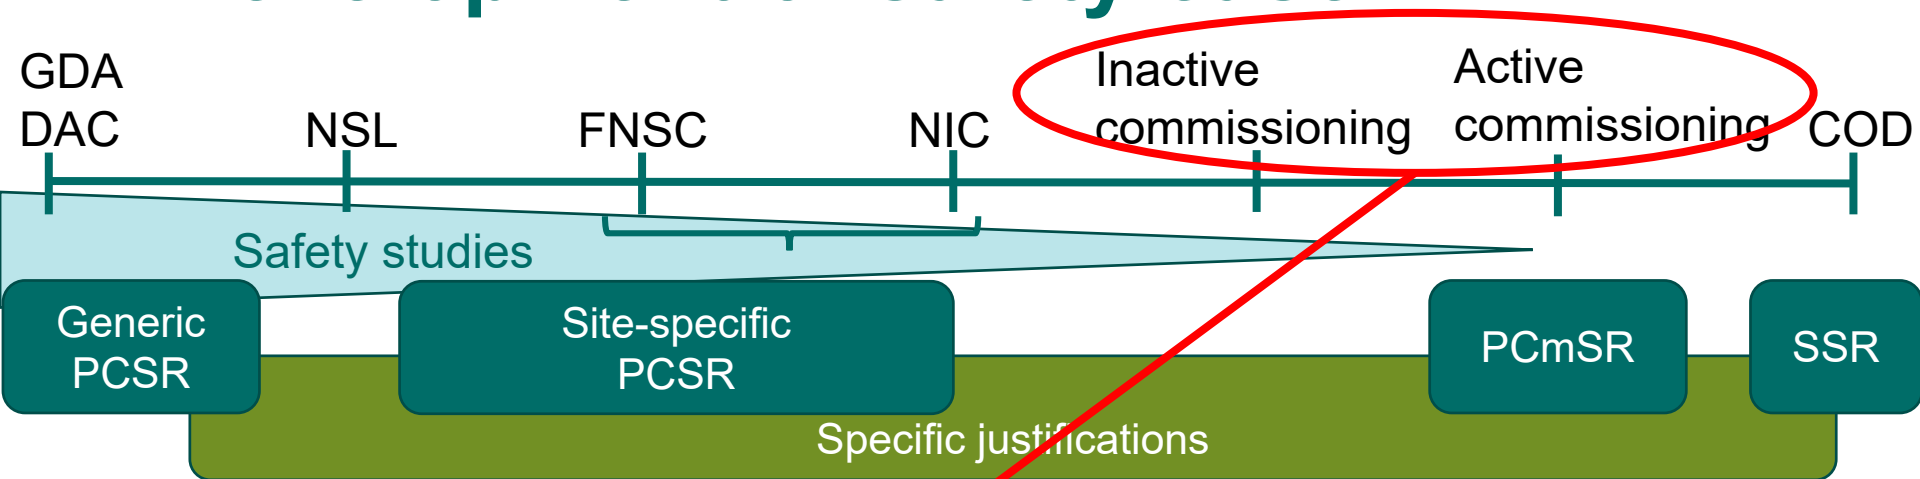 GDA
DAC
NSL
FNSC
NIC
Inactive
commissioning
Active
commissioning
COD
Safety studies
Generic
PCSR
Site-specific
PCSR
PCmSR
SSR
Specific justifications